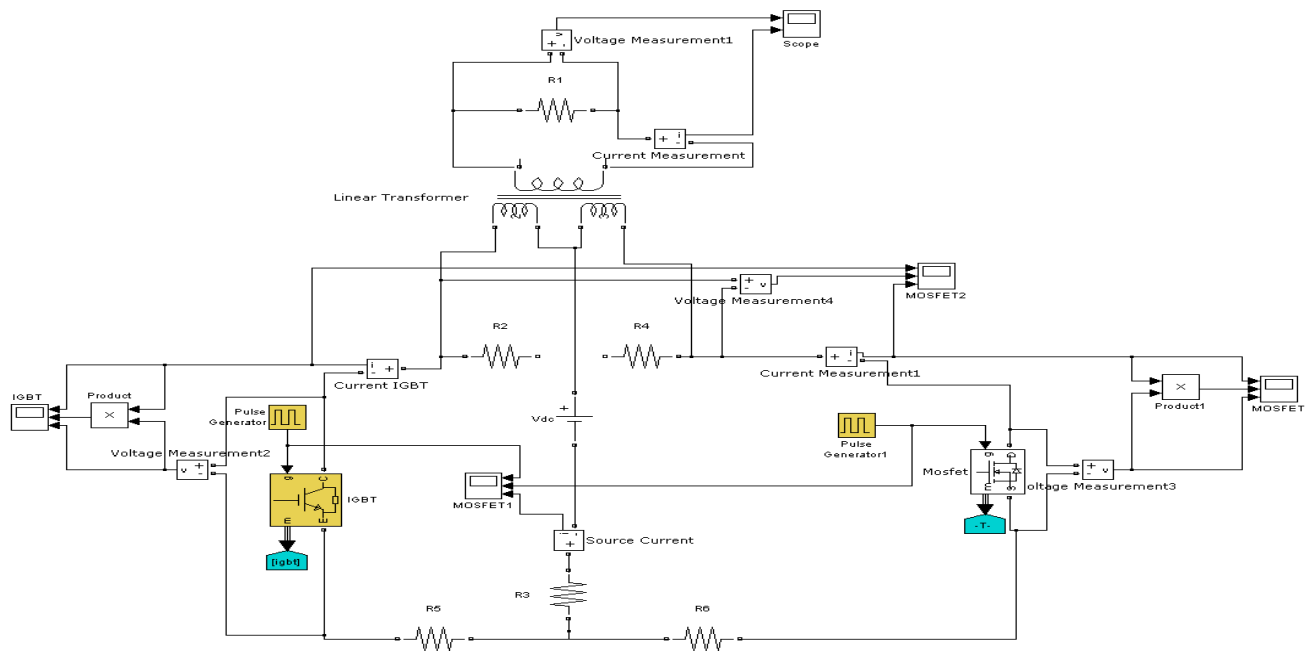 Voltage Measurement1
Scope
R1
Current Measurement
Linear Transformer
Voltage Measurement4
MOSFET2
R2
R4
Current IGBT
Current Measurement1
IGBT
Product
Pulse
Generator
Vdc
Pulse
Generator1
Product1
MOSFET
Voltage Measurement2
g
C
IGBT
m
E
[igbt]
MOSFET1
Mosfet
g
D
m
S
oltage Measurement3
-T-
Source Current
R3
R5
R6